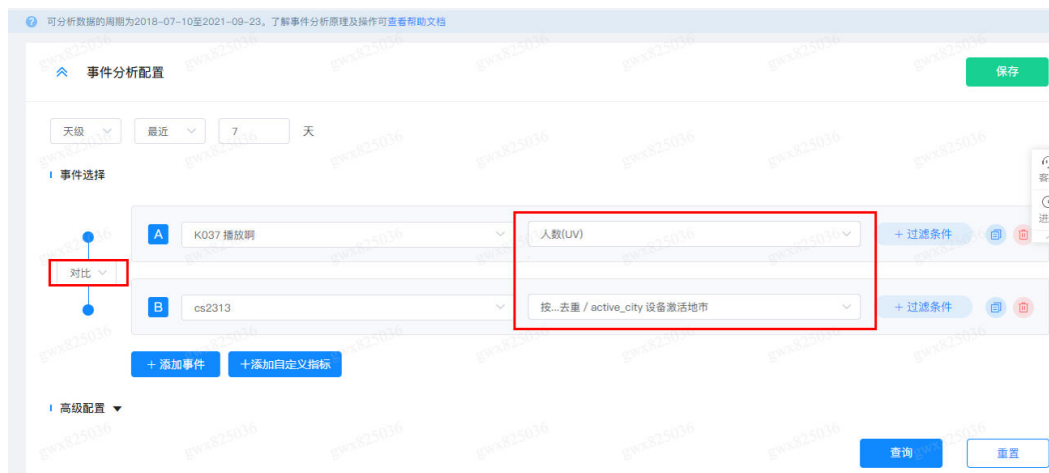 可分析数据的周期为2018-07-10至2021-09-23。了解事件分析原理及操作可查看帮助文档
事件分析配置
保存
天级 最近 7 天
事件选择
A K037 播放啊 人数(UV) + 过滤条件
对比
B cs2313 按...去重 / active_city 设备激活地市 + 过滤条件
+ 添加事件 +添加自定义指标
高级配置
查询 重置
客
进
gwx825036